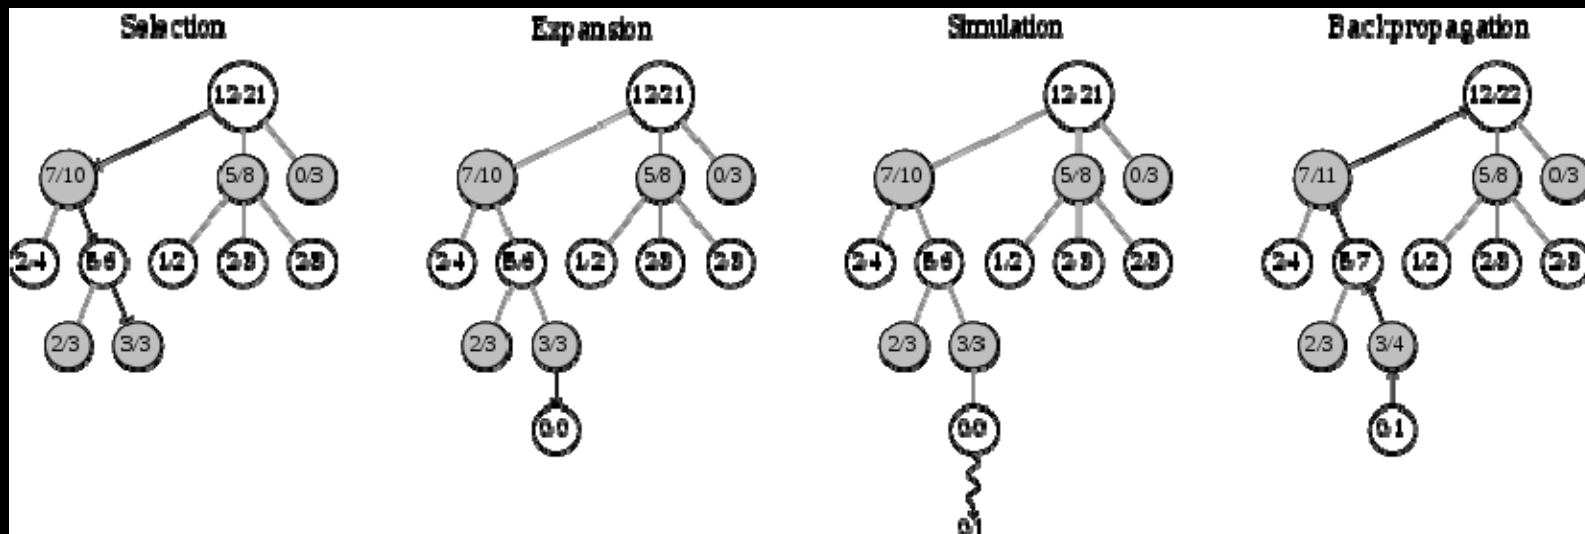 Selection Expansion Simulation Backpropagation
12/21 12/21 12/21 12/22
7/10 5/8 0/3 7/10 5/8 0/3 7/10 5/8 0/3 7/11 5/8 0/3
2/4 5/6 1/2 2/3 2/3 2/4 5/6 1/2 2/3 2/3 2/4 5/6 1/2 2/3 2/3 2/4 5/7 1/2 2/3 2/3
2/3 3/3 2/3 3/3 2/3 3/3 2/3 3/4
0/0 0/0 0/1
0/1